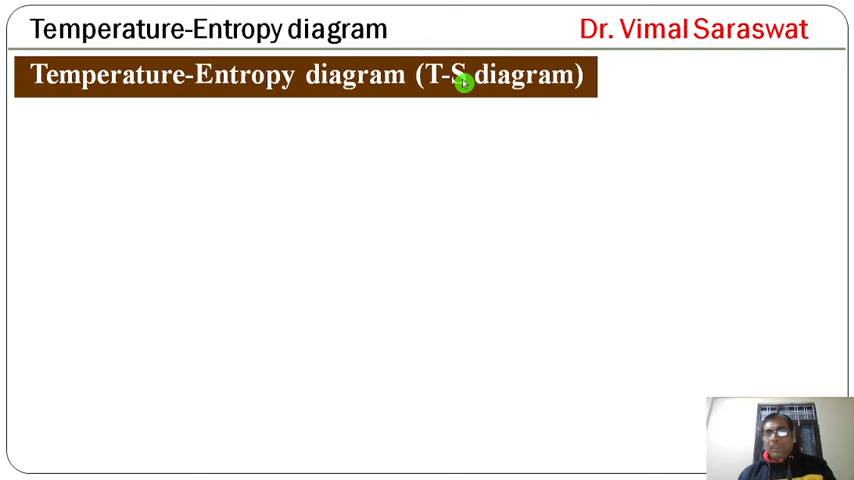 Temperature-Entropy diagram
Dr. Vimal Saraswat
Temperature-Entropy diagram (T-S diagram)